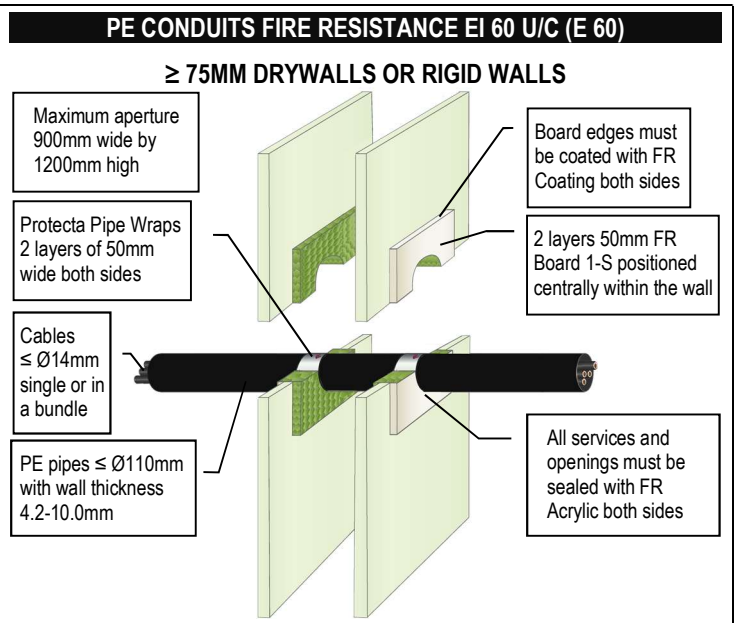 PE CONDUITS FIRE RESISTANCE EI 60 U/C (E 60)
≥ 75MM DRYWALLS OR RIGID WALLS
Maximum aperture
900mm wide by
1200mm high
Protecta Pipe Wraps
2 layers of 50mm
wide both sides
Cables
≤ Ø14mm
single or in
a bundle
PE pipes ≤ Ø110mm
with wall thickness
4.2-10.0mm
Board edges must
be coated with FR
Coating both sides
2 layers 50mm FR
Board 1-S positioned
centrally within the wall
All services and
openings must be
sealed with FR
Acrylic both sides